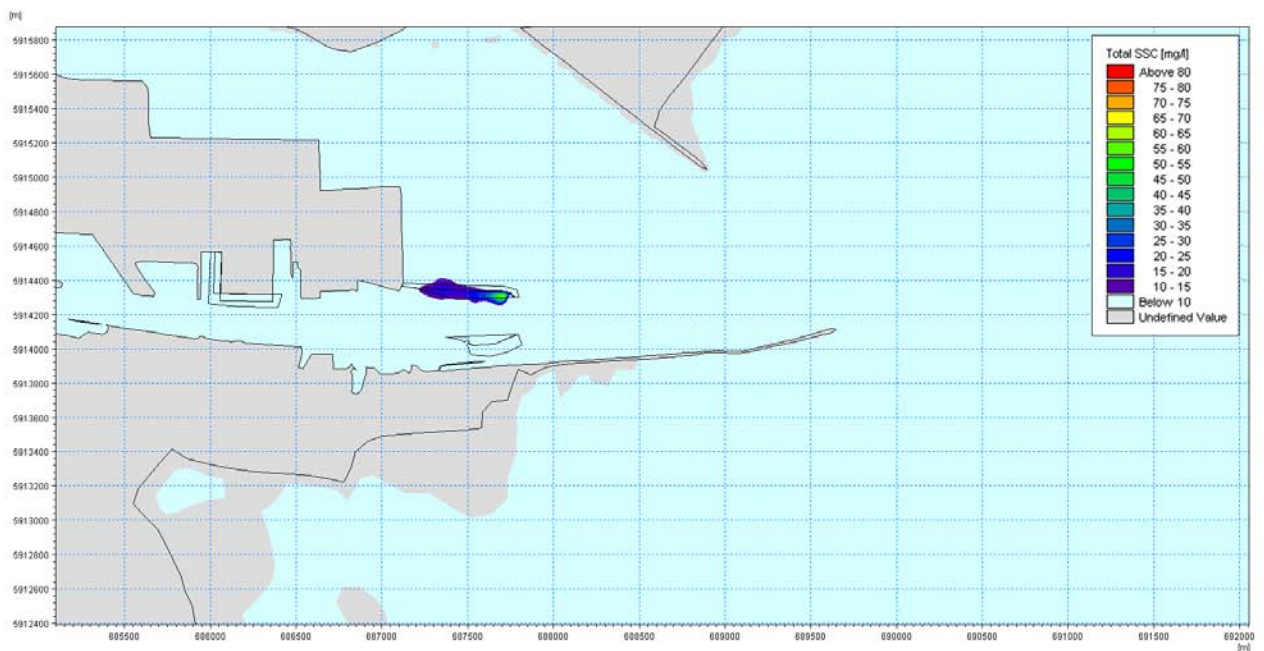 [m]
5915800
5915600
5915400
5915200
5915000
5914800
5914600
5914400
5914200
5914000
5913800
5913600
5913400
5913200
5913000
5912800
5912600
5912400
Total SSC [mg/l]
Above 80
75 - 80
70 - 75
65 - 70
60 - 65
55 - 60
50 - 55
45 - 50
40 - 45
35 - 40
30 - 35
25 - 30
20 - 25
15 - 20
10 - 15
Below 10
Undefined Value
685500 686000 686500 687000 687500 688000 688500 689000 689500 690000 690500 691000 691500 692000
[m]